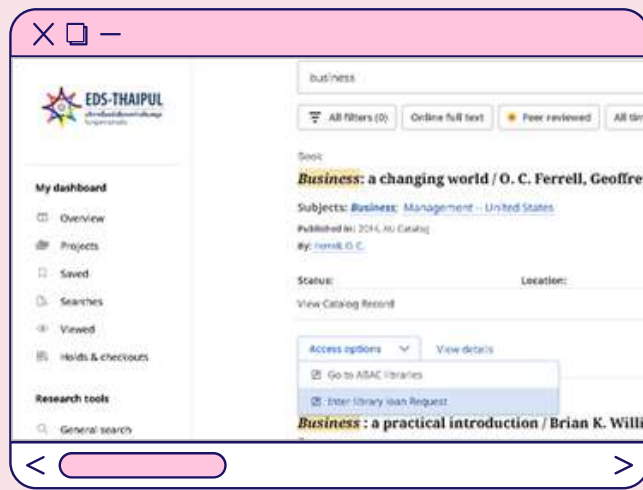 EDS-THAIPUL
My dashboard
Overview
Projects
Saved
Searches
Viewed
Holds & checkouts
Research tools
General search
business
All filters (0)
Online full text
Peer reviewed
All tim
Book
Business: a changing world / O. C. Ferrell, Geoffre
Subjects: Business; Management -- United States
Published in: 2014, AU Catalog
By: Ferrell, O. C.
Status:
Location:
View Catalog Record
Access options
View details
Go to ABAC libraries
Enter library loan Request
Business : a practical introduction / Brian K. Willi